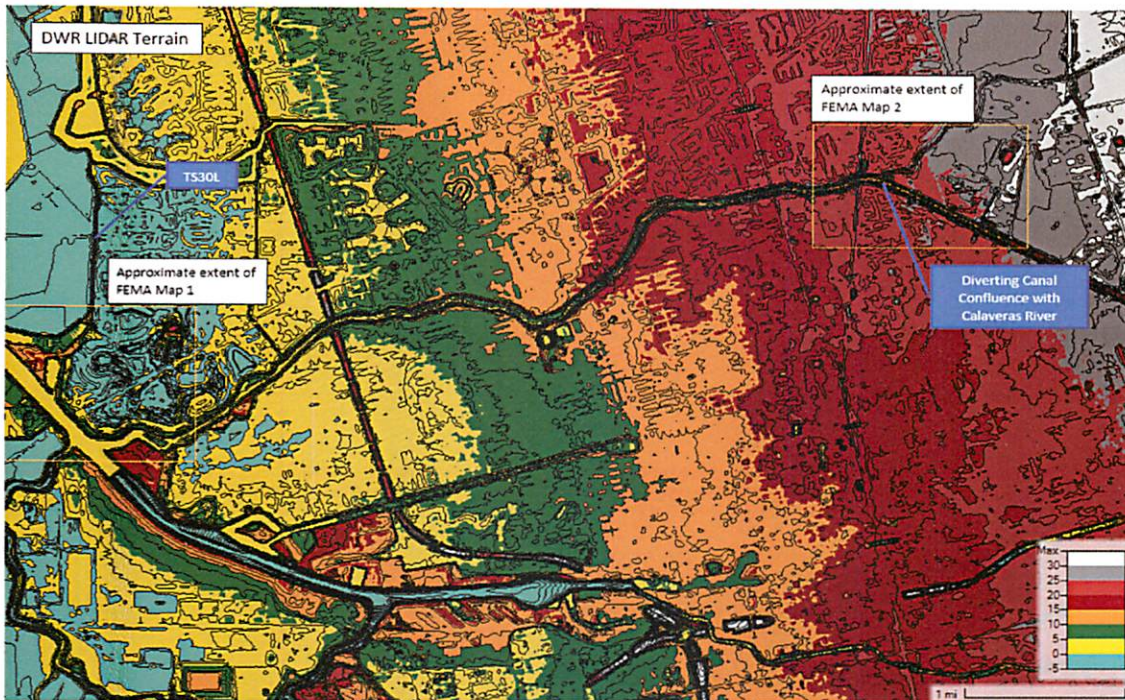 DWR LIDAR Terrain
Approximate extent of
FEMA Map 2
TS30L
Approximate extent of
FEMA Map 1
Diverting Canal
Confluence with
Calaveras River
Max
30
25
20
15
10
5
0
-5
1 mi